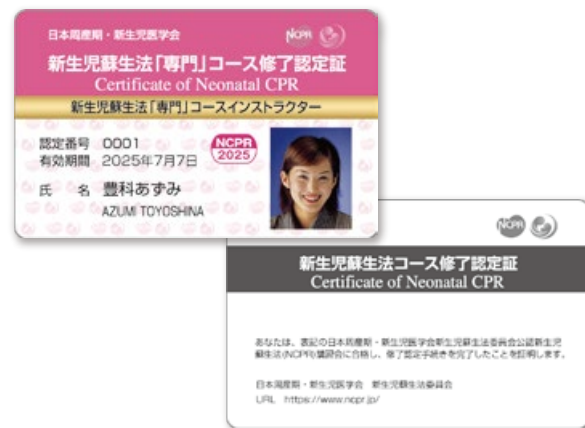 日本周産期・新生児医学会
NCPR
新生児蘇生法「専門」コース修了認定証
Certificate of Neonatal CPR
新生児蘇生法「専門」コースインストラクター
認定番号 0001
有効期間 2025年7月7日
NCPR
2025
氏 名 豊科あずみ
AZUMI TOYOSHINA
NCPR
新生児蘇生法コース修了認定証
Certificate of Neonatal CPR
あなたは、表記の日本周産期・新生児医学会新生児蘇生法委員会公認新生児
蘇生法(NCPR)講習会に合格し、修了認定手続きを完了したことを証明します。
日本周産期・新生児医学会 新生児蘇生法委員会
URL https://www.ncpr.jp/